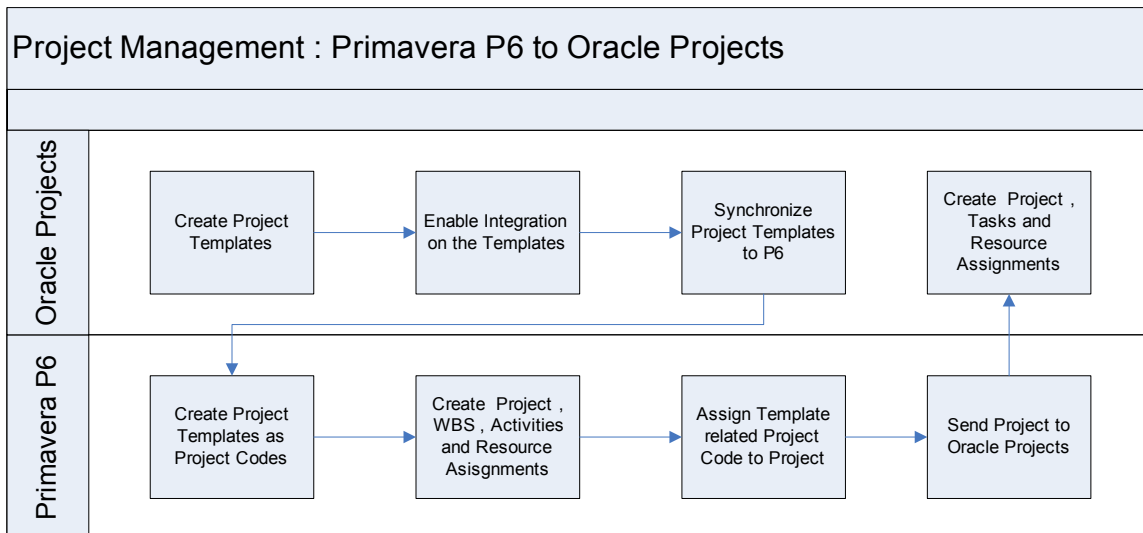 Project Management : Primavera P6 to Oracle Projects
Oracle Projects
Create Project
Templates
Enable Integration
on the Templates
Synchronize
Project Templates
to P6
Create Project ,
Tasks and
Resource
Assignments
Primavera P6
Create Project
Templates as
Project Codes
Create Project ,
WBS , Activities
and Resource
Asisgnments
Assign Template
related Project
Code to Project
Send Project to
Oracle Projects